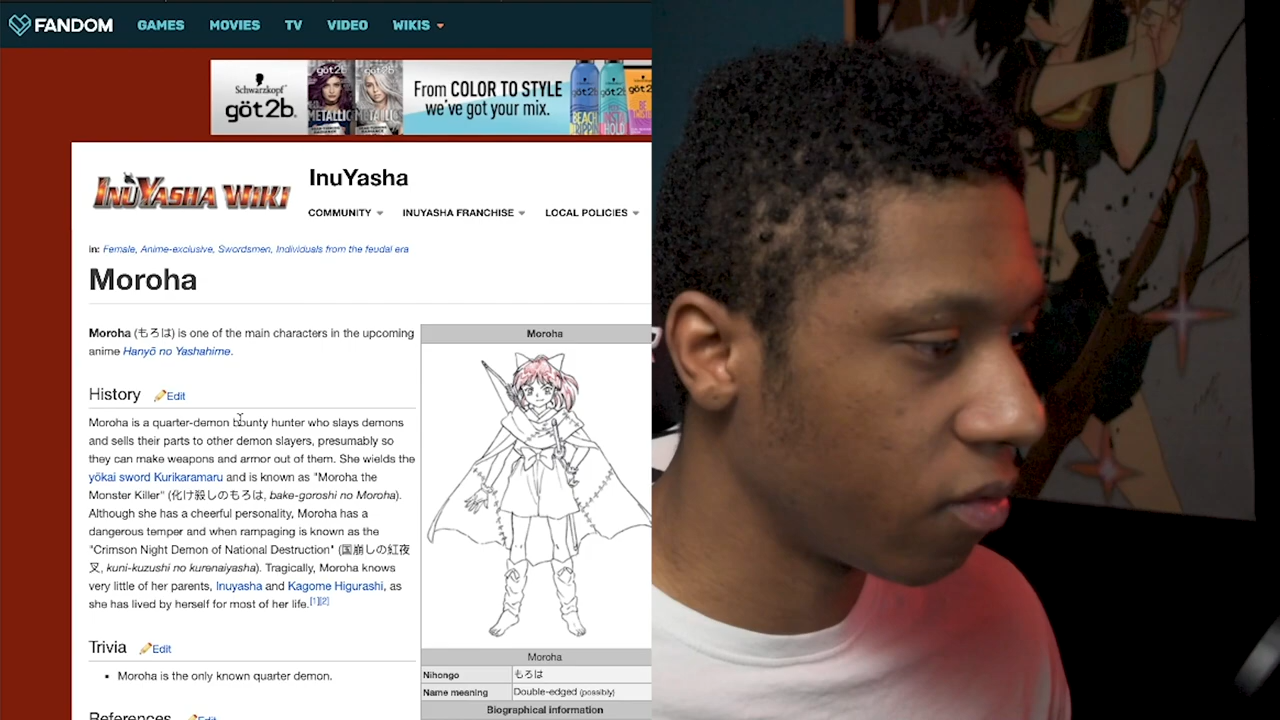 FANDOM GAMES MOVIES TV VIDEO WIKIS
Schwarzkopf
göt2b.
göt2b
METALLIC
METALLIC
From COLOR TO STYLE
we've got your mix.
göt2b
göt2b
göt2
BEACH
HOLD
INUYASHA WIKI
InuYasha
COMMUNITY INUYASHA FRANCHISE LOCAL POLICIES
in: Female, Anime-exclusive, Swordsmen, Individuals from the feudal era
Moroha
Moroha (もろは) is one of the main characters in the upcoming
anime Hanyō no Yashahime.
History Edit
Moroha is a quarter-demon bounty hunter who slays demons
and sells their parts to other demon slayers, presumably so
they can make weapons and armor out of them. She wields the
yōkai sword Kurikaramaru and is known as "Moroha the
Monster Killer" (化け殺しのもろは, bake-goroshi no Moroha).
Although she has a cheerful personality, Moroha has a
dangerous temper and when rampaging is known as the
"Crimson Night Demon of National Destruction" (国崩しの紅夜
叉, kuni-kuzushi no kurenaiyasha). Tragically, Moroha knows
very little of her parents, Inuyasha and Kagome Higurashi, as
she has lived by herself for most of her life.[1][2]
Trivia Edit
Moroha is the only known quarter demon.
References Edit
Moroha
Moroha
Nihongo もろは
Name meaning Double-edged (possibly)
Biographical information